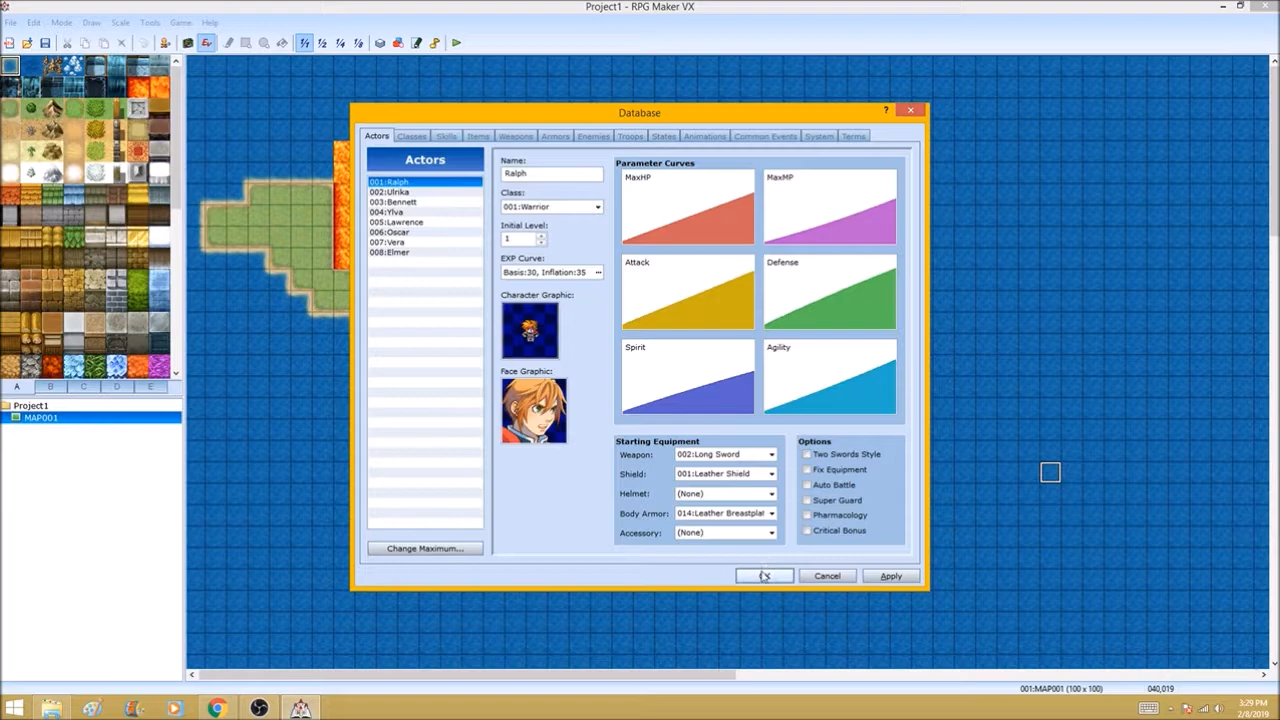 Project1 - RPG Maker VX
File Edit Mode Draw Scale Tools Game Help
Database
Actors Classes Skills Items Weapons Armors Enemies Troops States Animations Common Events System Terms
Actors
001:Ralph
002:Ulrika
003:Bennett
004:Ylva
005:Lawrence
006:Oscar
007:Vera
008:Elmer
Change Maximum...
Name:
Ralph
Class:
001:Warrior
Initial Level:
1
EXP Curve:
Basis:30, Inflation:35 ...
Character Graphic:
Face Graphic:
Parameter Curves
MaxHP MaxMP
Attack Defense
Spirit Agility
Starting Equipment
Weapon: 002:Long Sword
Shield: 001:Leather Shield
Helmet: (None)
Body Armor: 014:Leather Breastplat
Accessory: (None)
Options
Two Swords Style
Fix Equipment
Auto Battle
Super Guard
Pharmacology
Critical Bonus
Cancel Apply
A B C D E
Project1
MAP001
001:MAP001 (100 x 100) 040,019
3:29 PM
2/8/2019